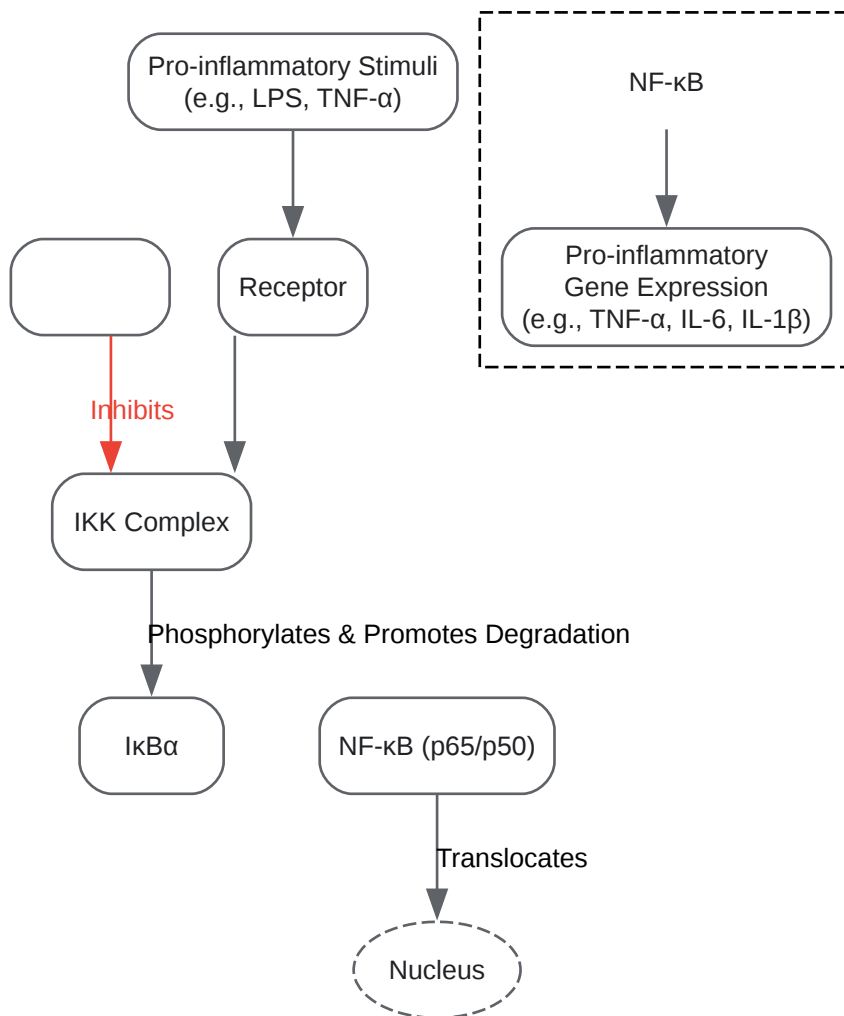 Pro-inflammatory Stimuli
(e.g., LPS, TNF-α)
NF-κB
Receptor
Pro-inflammatory
Gene Expression
(e.g., TNF-α, IL-6, IL-1β)
Inhibits
IKK Complex
Phosphorylates & Promotes Degradation
IκBα
NF-κB (p65/p50)
Translocates
Nucleus